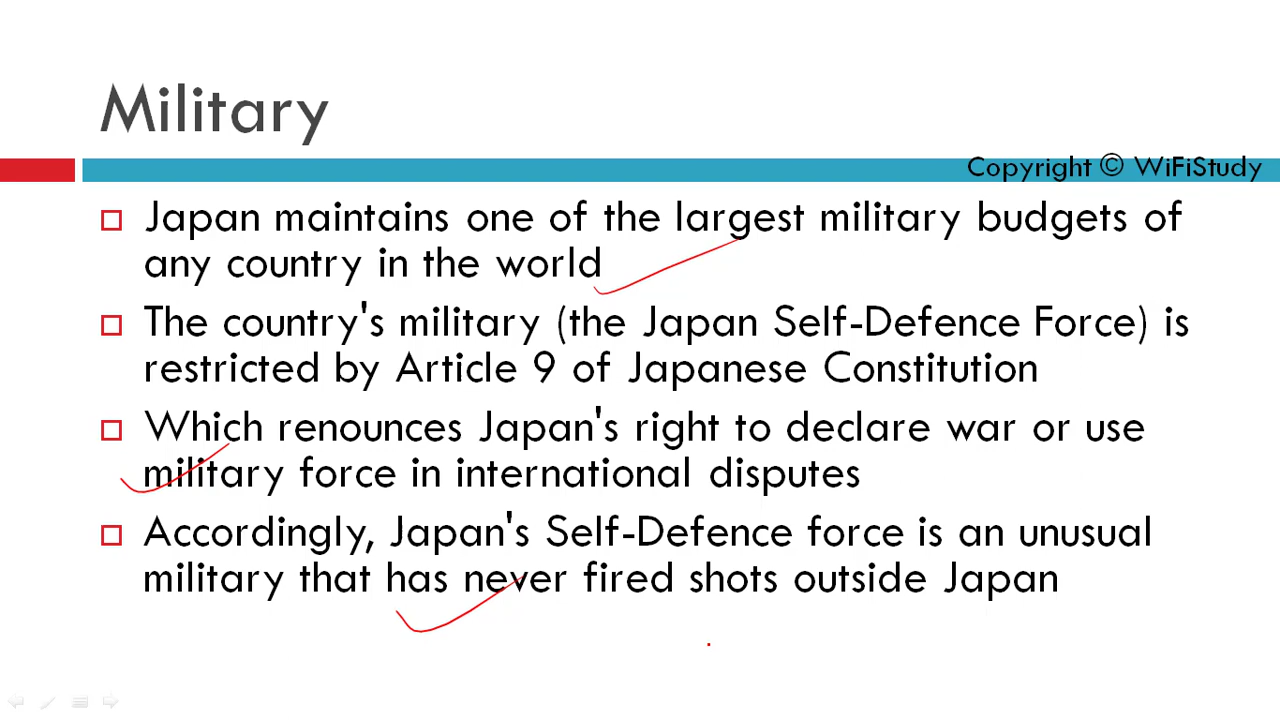 Military
Copyright © WiFiStudy
Japan maintains one of the largest military budgets of
any country in the world
The country's military (the Japan Self-Defence Force) is
restricted by Article 9 of Japanese Constitution
Which renounces Japan's right to declare war or use
military force in international disputes
Accordingly, Japan's Self-Defence force is an unusual
military that has never fired shots outside Japan